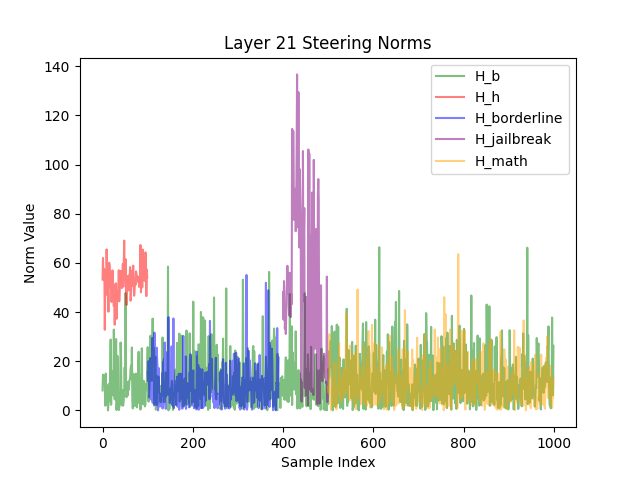 Layer 21 Steering Norms
Norm Value
140
120
100
80
60
40
20
0
0 200 400 600 800 1000
Sample Index
H_b
H_h
H_borderline
H_jailbreak
H_math